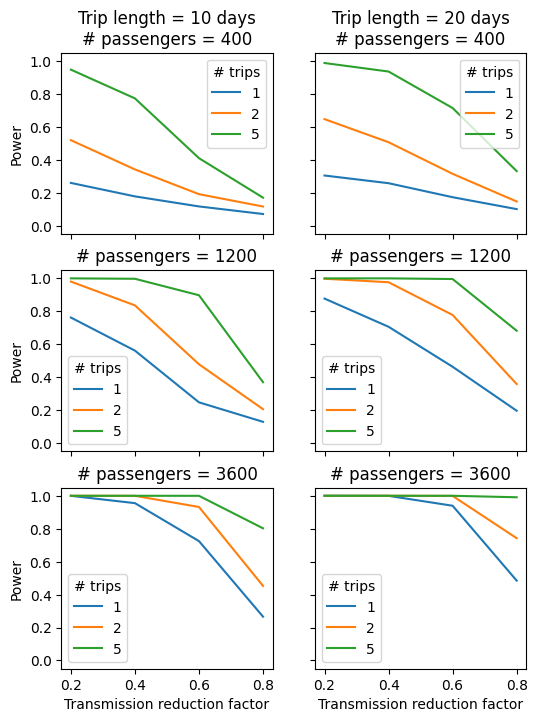 Trip length = 10 days
# passengers = 400
Trip length = 20 days
# passengers = 400
1.0
0.8
0.6
0.4
0.2
0.0
Power
# trips
1
2
5
# trips
1
2
5
# passengers = 1200
# passengers = 1200
1.0
0.8
0.6
0.4
0.2
0.0
Power
# trips
1
2
5
# trips
1
2
5
# passengers = 3600
# passengers = 3600
1.0
0.8
0.6
0.4
0.2
0.0
Power
# trips
1
2
5
# trips
1
2
5
0.2 0.4 0.6 0.8
0.2 0.4 0.6 0.8
Transmission reduction factor
Transmission reduction factor